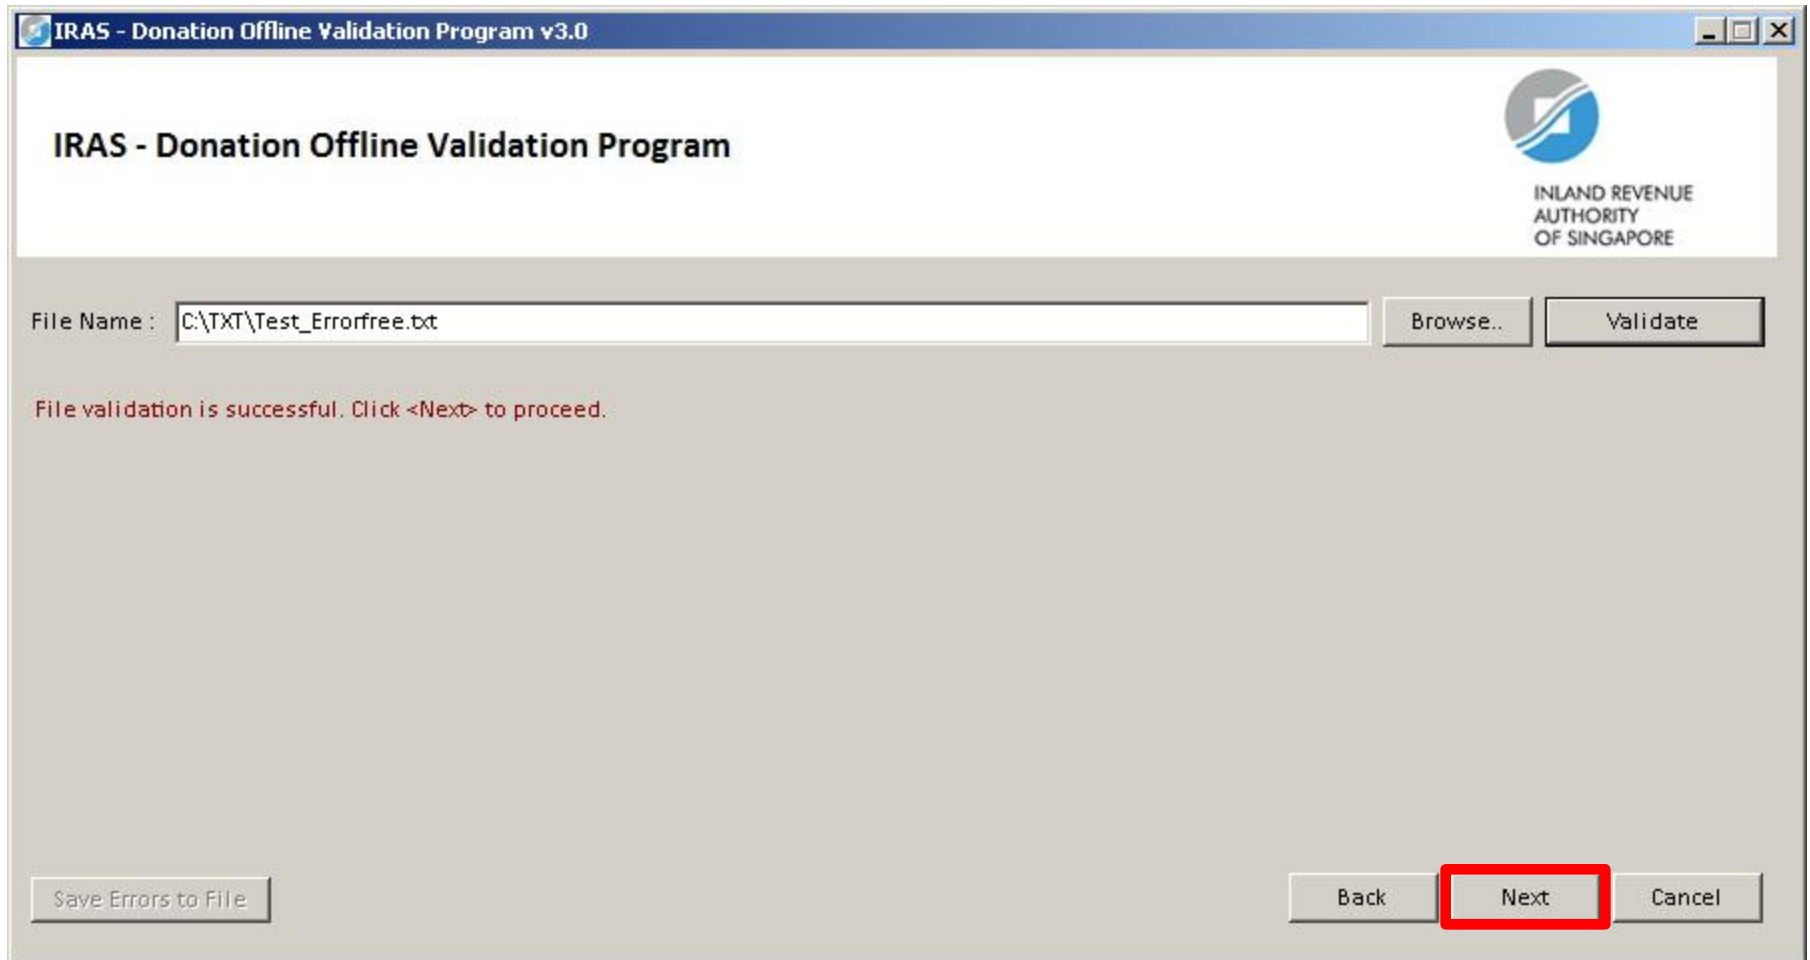 IRAS - Donation Offline Validation Program v3.0
IRAS - Donation Offline Validation Program
INLAND REVENUE
AUTHORITY
OF SINGAPORE
File Name :
C:\TXT\Test_Errorfree.txt
Browse..
Validate
File validation is successful. Click <Next> to proceed.
Save Errors to File
Back
Next
Cancel